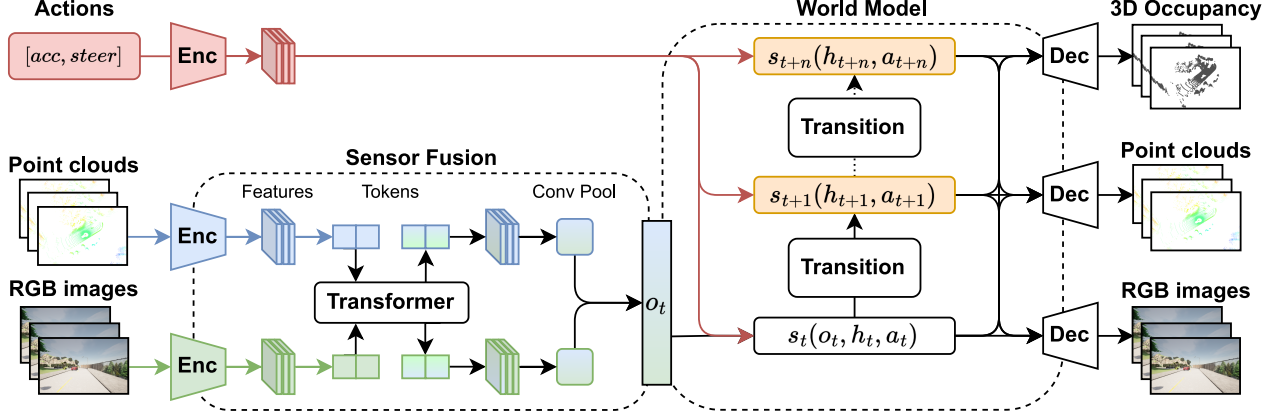 Actions
World Model
3D Occupancy
[acc, steer]
Enc
s_{t+n}(h_{t+n}, a_{t+n})
Dec
Transition
Point clouds
Sensor Fusion
Point clouds
Features
Tokens
Conv Pool
s_{t+1}(h_{t+1}, a_{t+1})
Dec
Enc
Transition
RGB images
RGB images
Transformer
o_t
s_t(o_t, h_t, a_t)
Dec
Enc